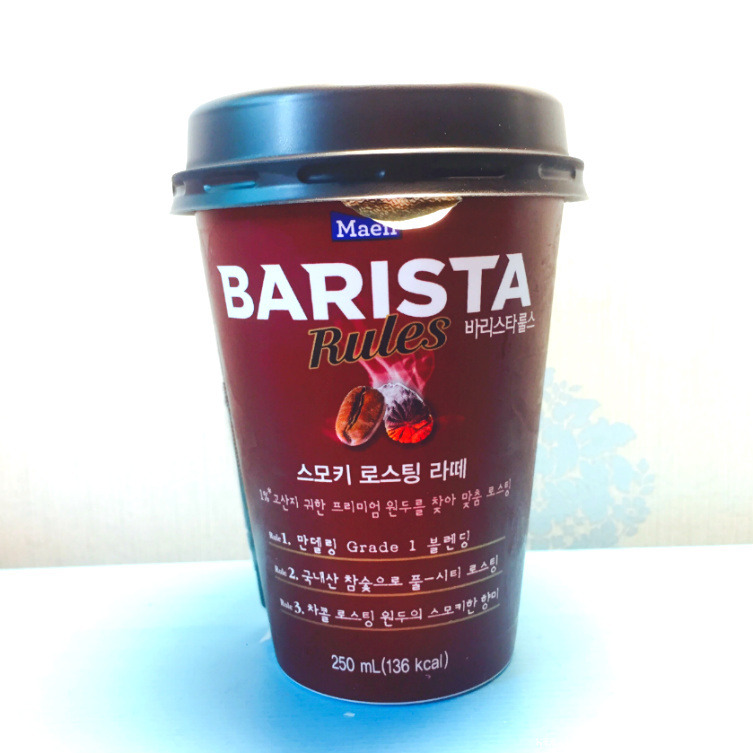 Maeil
BARISTA
Rules 바리스타룰스
스모키 로스팅 라떼
1% 고산지 귀한 프리미엄 원두를 찾아 맞춤 로스팅
Rule 1. 만델링 Grade 1 블렌딩
Rule 2. 국내산 참숯으로 풀-시티 로스팅
Rule 3. 차콜 로스팅 원두의 스모키한 향미
250 mL(136 kcal)